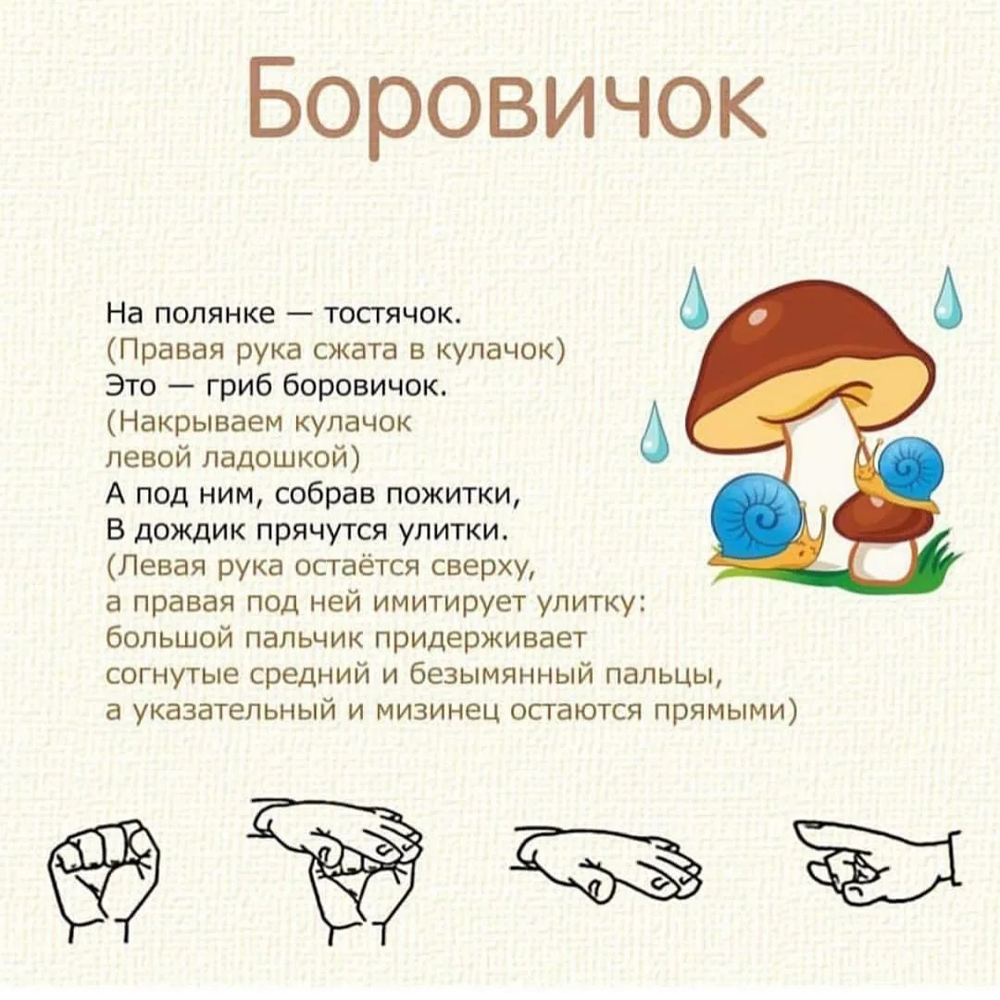 Боровичок
На полянке — тостячок.
(Правая рука сжата в кулачок)
Это — гриб боровичок.
(Накрываем кулачок
левой ладошкой)
А под ним, собрав пожитки,
В дождик прячутся улитки.
(Левая рука остаётся сверху,
а правая под ней имитирует улитку:
большой пальчик придерживает
согнутые средний и безымянный пальцы,
а указательный и мизинец остаются прямыми)